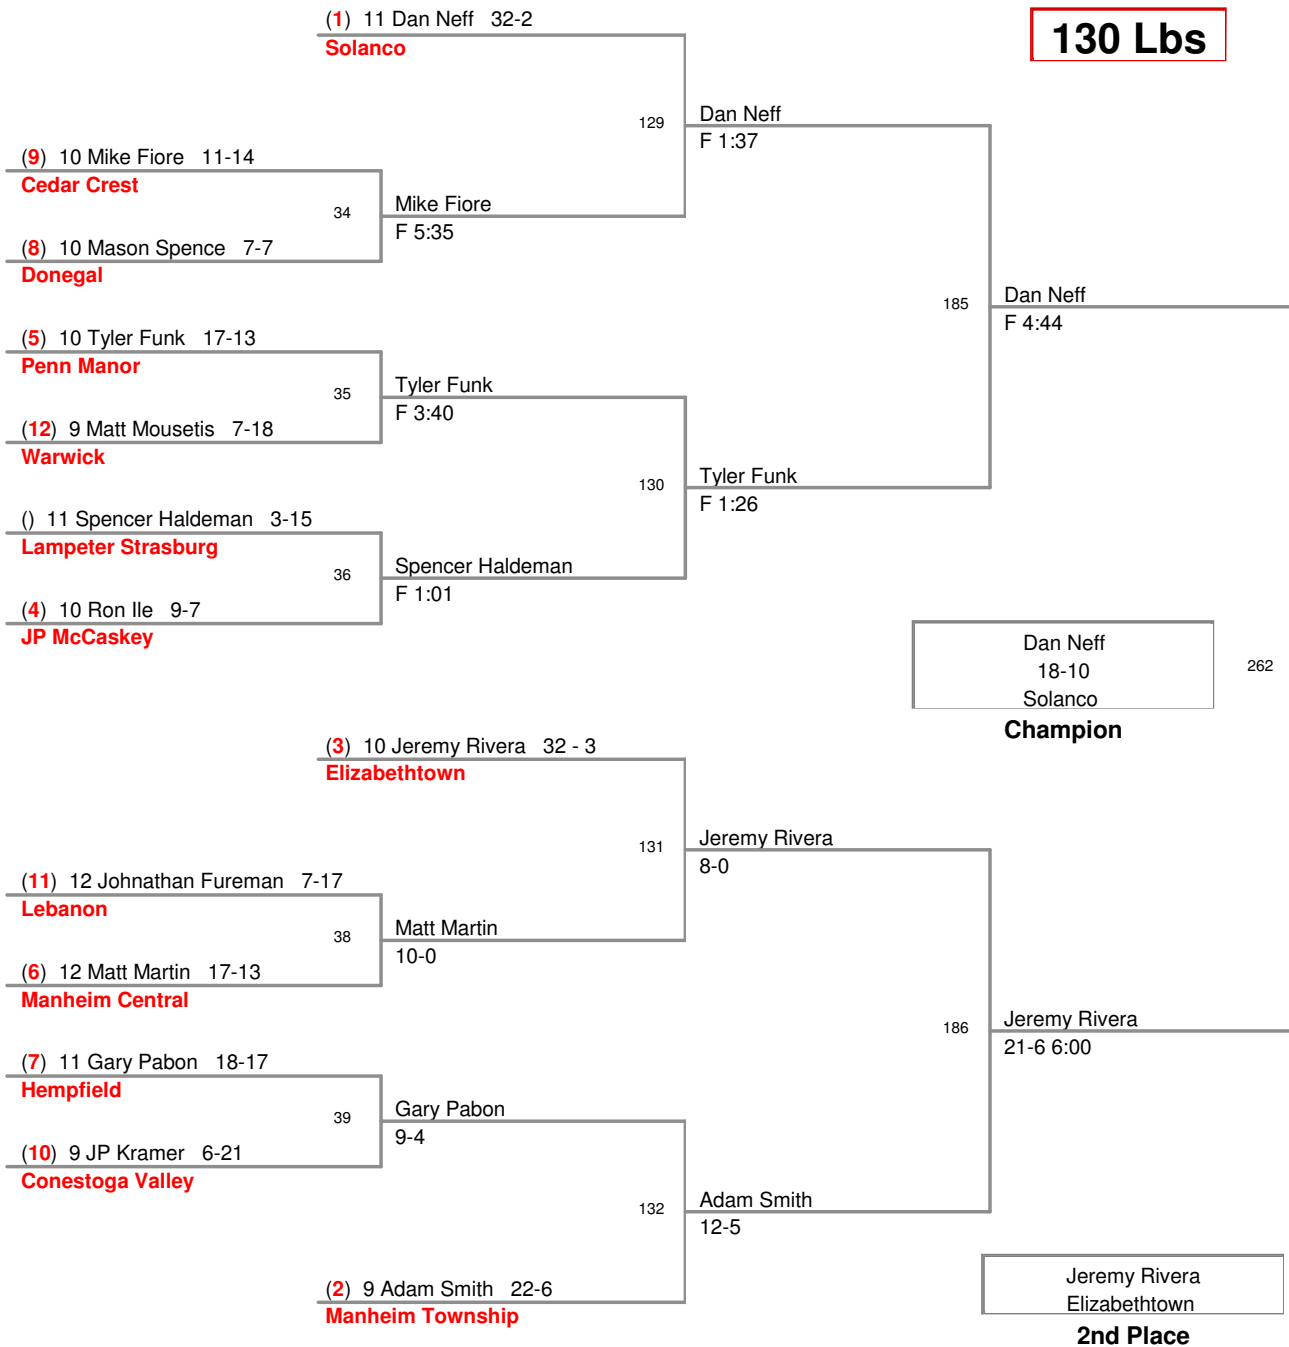 (1) 11 Dan Neff 32-2
Solanco
130 Lbs
129
Dan Neff
F 1:37
(9) 10 Mike Fiore 11-14
Cedar Crest
34
Mike Fiore
F 5:35
(8) 10 Mason Spence 7-7
Donegal
185
Dan Neff
F 4:44
(5) 10 Tyler Funk 17-13
Penn Manor
35
Tyler Funk
F 3:40
(12) 9 Matt Mousetis 7-18
Warwick
130
Tyler Funk
F 1:26
() 11 Spencer Haldeman 3-15
Lampeter Strasburg
36
Spencer Haldeman
F 1:01
(4) 10 Ron Ile 9-7
JP McCaskey
Dan Neff
18-10
Solanco
262
Champion
(3) 10 Jeremy Rivera 32 - 3
Elizabethtown
131
Jeremy Rivera
8-0
(11) 12 Johnathan Fureman 7-17
Lebanon
38
Matt Martin
10-0
(6) 12 Matt Martin 17-13
Manheim Central
186
Jeremy Rivera
21-6 6:00
(7) 11 Gary Pabon 18-17
Hempfield
39
Gary Pabon
9-4
(10) 9 JP Kramer 6-21
Conestoga Valley
132
Adam Smith
12-5
(2) 9 Adam Smith 22-6
Manheim Township
Jeremy Rivera
Elizabethtown
2nd Place